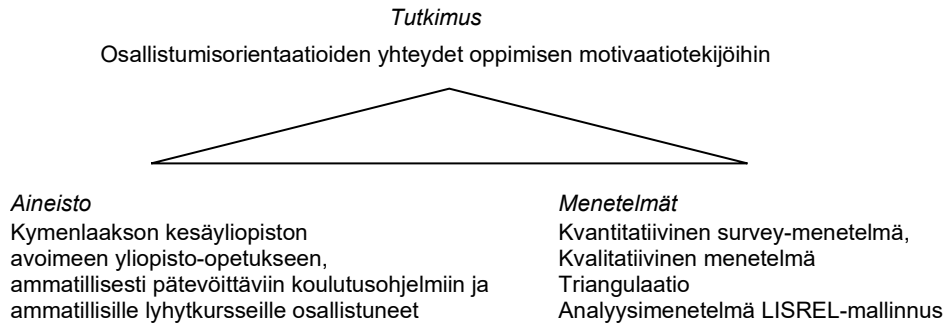 Tutkimus
Osallistumisorientaatioiden yhteydet oppimisen motivaatiotekijöihin
Aineisto
Kymenlaakson kesäyliopiston
avoimeen yliopisto-opetukseen,
ammatillisesti pätevöittäviin koulutusohjelmiin ja
ammatillisille lyhytkursseille osallistuneet
Menetelmät
Kvantitatiivinen survey-menetelmä,
Kvalitatiivinen menetelmä
Triangulaatio
Analyysimenetelmä LISREL-mallinnus